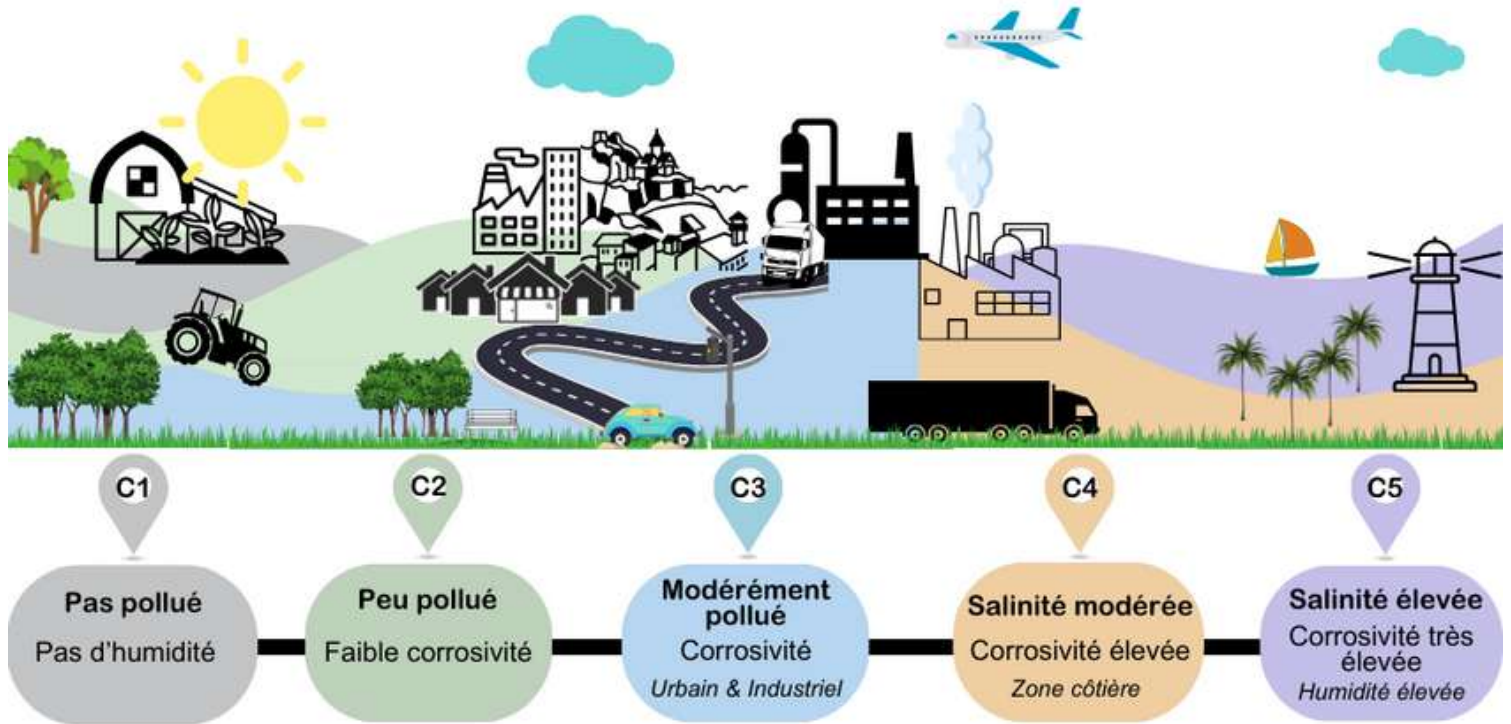 C1
C2
C3
C4
C5
Pas pollué
Pas d’humidité
Peu pollué
Faible corrosivité
Modérément
pollué
Corrosivité
Urbain & Industriel
Salinité modérée
Corrosivité élevée
Zone côtière
Salinité élevée
Corrosivité très
élevée
Humidité élevée